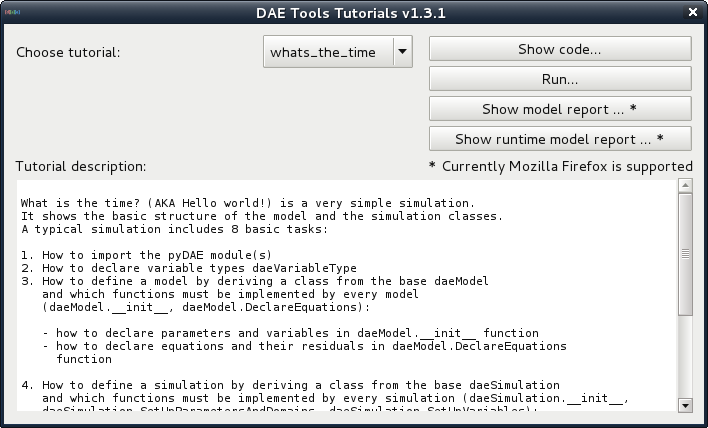 DAE Tools Tutorials v1.3.1
Choose tutorial:
whats_the_time
Show code...
Run...
Show model report ... *
Show runtime model report ... *
Tutorial description:
* Currently Mozilla Firefox is supported
What is the time? (AKA Hello world!) is a very simple simulation.
It shows the basic structure of the model and the simulation classes.
A typical simulation includes 8 basic tasks:
1. How to import the pyDAE module(s)
2. How to declare variable types daeVariableType
3. How to define a model by deriving a class from the base daeModel
and which functions must be implemented by every model
(daeModel.__init__, daeModel.DeclareEquations):
- how to declare parameters and variables in daeModel.__init__ function
- how to declare equations and their residuals in daeModel.DeclareEquations
function
4. How to define a simulation by deriving a class from the base daeSimulation
and which functions must be implemented by every simulation (daeSimulation.__init__,
daeSimulation.SetUpParametersAndDomains, daeSimulation.SetUpVariables):